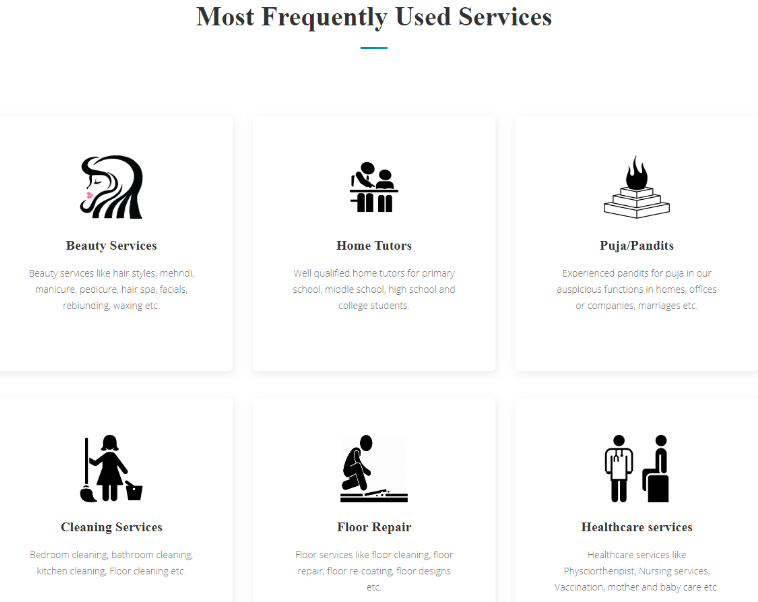 Most Frequently Used Services
Beauty Services
Beauty services like hair styles, mehndi,
manicure, pedicure, hair spa, facials,
rebiunding, waxing etc.
Home Tutors
Well qualified home tutors for primary
school, middle school, high school and
college students.
Puja/Pandits
Experienced pandits for puja in our
auspicious functions in homes, offices
or companies, marriages etc.
Cleaning Services
Bedroom cleaning, bathroom cleaning,
kitchen cleaning, Floor cleaning etc.
Floor Repair
Floor services like floor cleaning, floor
repair, floor re-coating, floor designs
etc.
Healthcare services
Healthcare services like
Physciortheripist, Nursing services,
Vaccination, mother and baby care etc